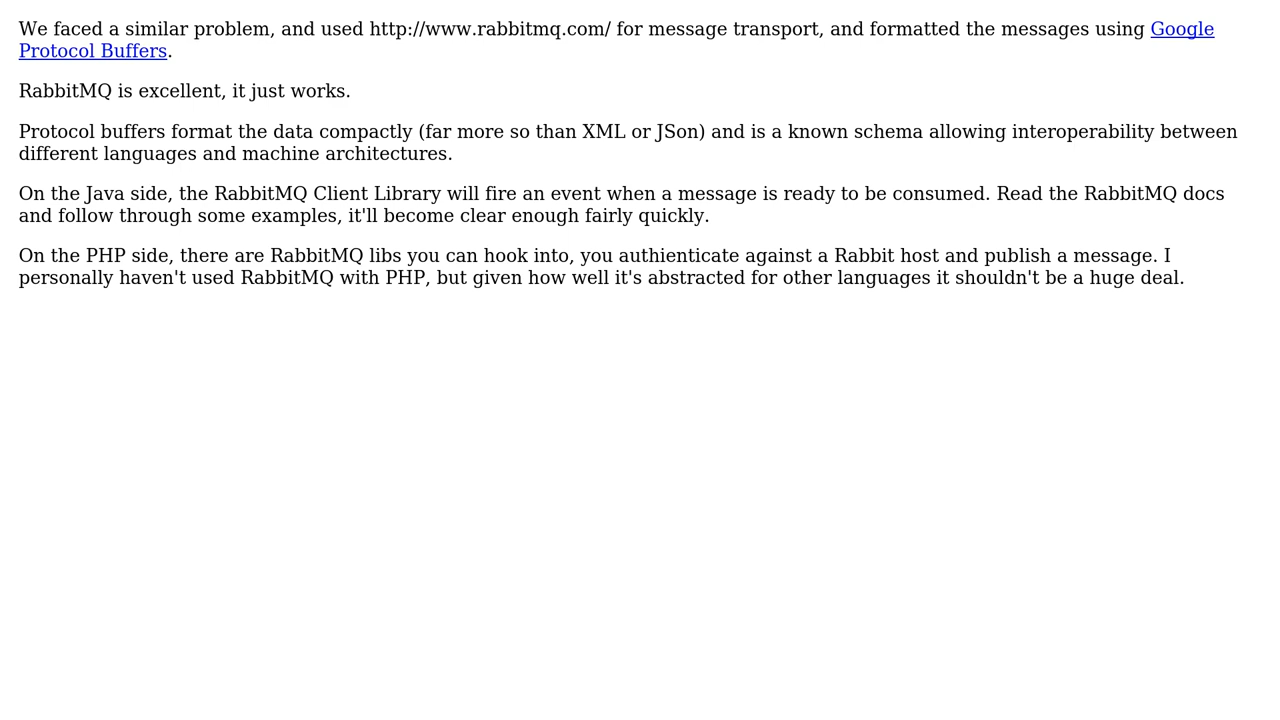 We faced a similar problem, and used http://www.rabbitmq.com/ for message transport, and formatted the messages using Google
Protocol Buffers.
RabbitMQ is excellent, it just works.
Protocol buffers format the data compactly (far more so than XML or JSon) and is a known schema allowing interoperability between
different languages and machine architectures.
On the Java side, the RabbitMQ Client Library will fire an event when a message is ready to be consumed. Read the RabbitMQ docs
and follow through some examples, it'll become clear enough fairly quickly.
On the PHP side, there are RabbitMQ libs you can hook into, you authienticate against a Rabbit host and publish a message. I
personally haven't used RabbitMQ with PHP, but given how well it's abstracted for other languages it shouldn't be a huge deal.